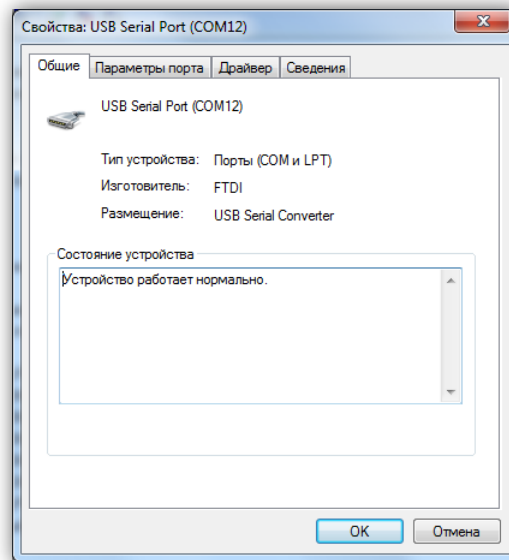 Свойства: USB Serial Port (COM12)
Общие Параметры порта Драйвер Сведения
USB Serial Port (COM12)
Тип устройства: Порты (COM и LPT)
Изготовитель: FTDI
Размещение: USB Serial Converter
Состояние устройства
Устройство работает нормально.
OK Отмена